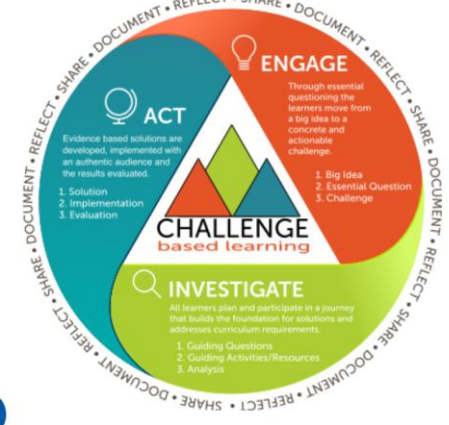 DOCUMENT • REFLECT • SHARE • DOCUMENT • REFLECT • SHARE • DOCUMENT • REFLECT • SHARE • DOCUMENT • REFLECT • SHARE • DOCUMENT • REFLECT • SHARE •
ENGAGE
Through essential
questioning the
learners move from
a big idea to a
concrete and
actionable
challenge.
1. Big Idea
2. Essential Question
3. Challenge
ACT
Evidence based solutions are
developed, implemented with
an authentic audience and
the results evaluated.
1. Solution
2. Implementation
3. Evaluation
CHALLENGE
based learning
INVESTIGATE
All learners plan and participate in a journey
that builds the foundation for solutions and
addresses curriculum requirements.
1. Guiding Questions
2. Guiding Activities/Resources
3. Analysis